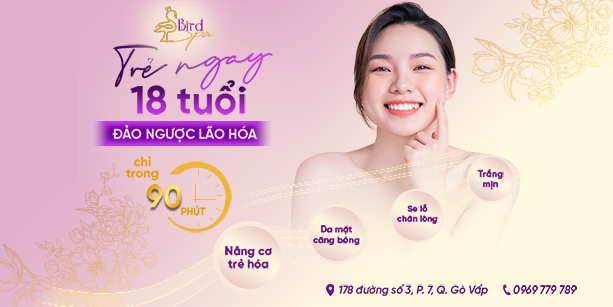 Bird
Spa
Trẻ ngay
18 tuổi
ĐẢO NGƯỢC LÃO HÓA
chỉ
trong
90
PHÚT
Nâng cơ
trẻ hóa
Da mặt
căng bóng
Se lỗ
chân lông
Trắng
mịn
178 đường số 3, P. 7, Q. Gò Vấp
0969 779 789